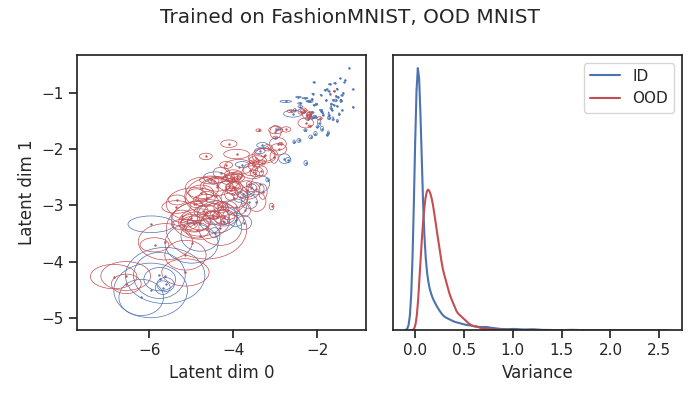 Trained on FashionMNIST, OOD MNIST
−1
−2
−3
−4
−5
Latent dim 1
−6
−4
−2
Latent dim 0
ID
OOD
0.0
0.5
1.0
1.5
2.0
2.5
Variance